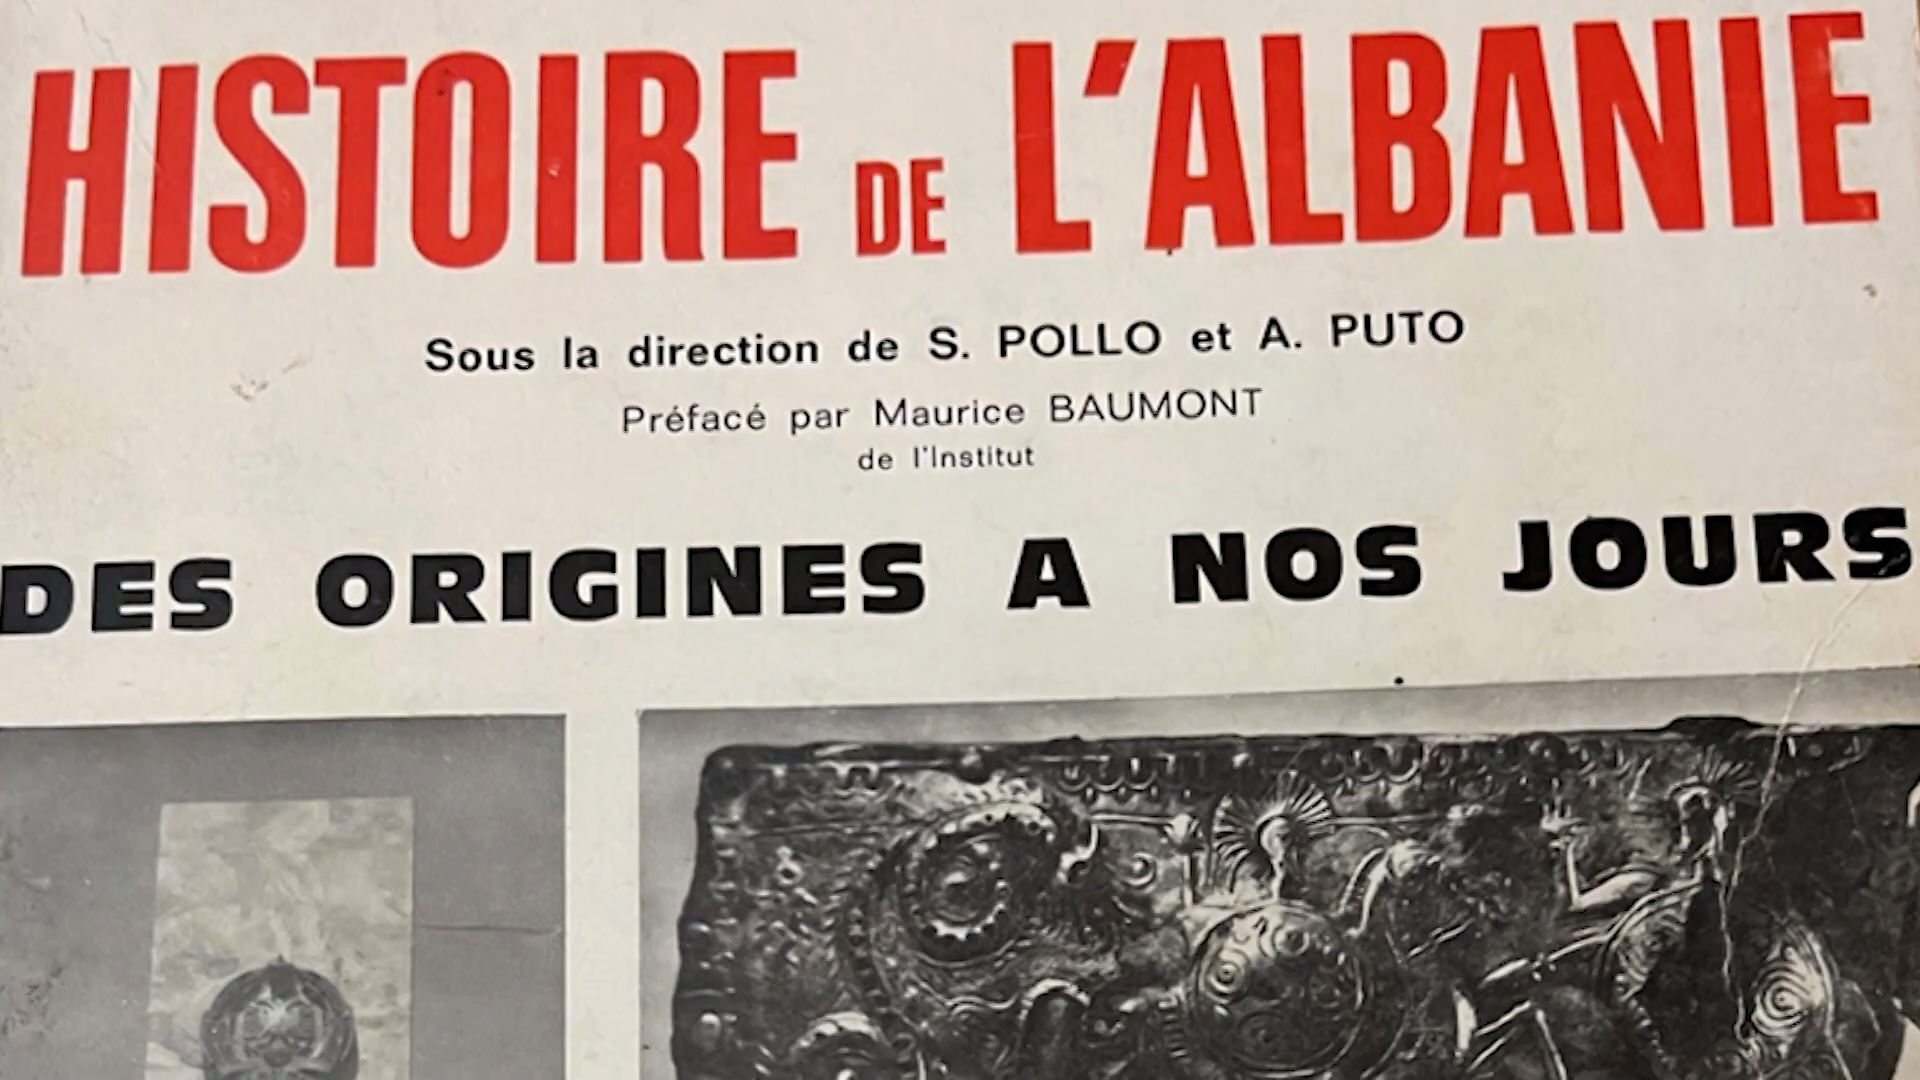 HISTOIRE DE L'ALBANIE
Sous la direction de S. POLLO et A. PUTO
Préfacé par Maurice BAUMONT
de l'Institut
DES ORIGINES A NOS JOURS